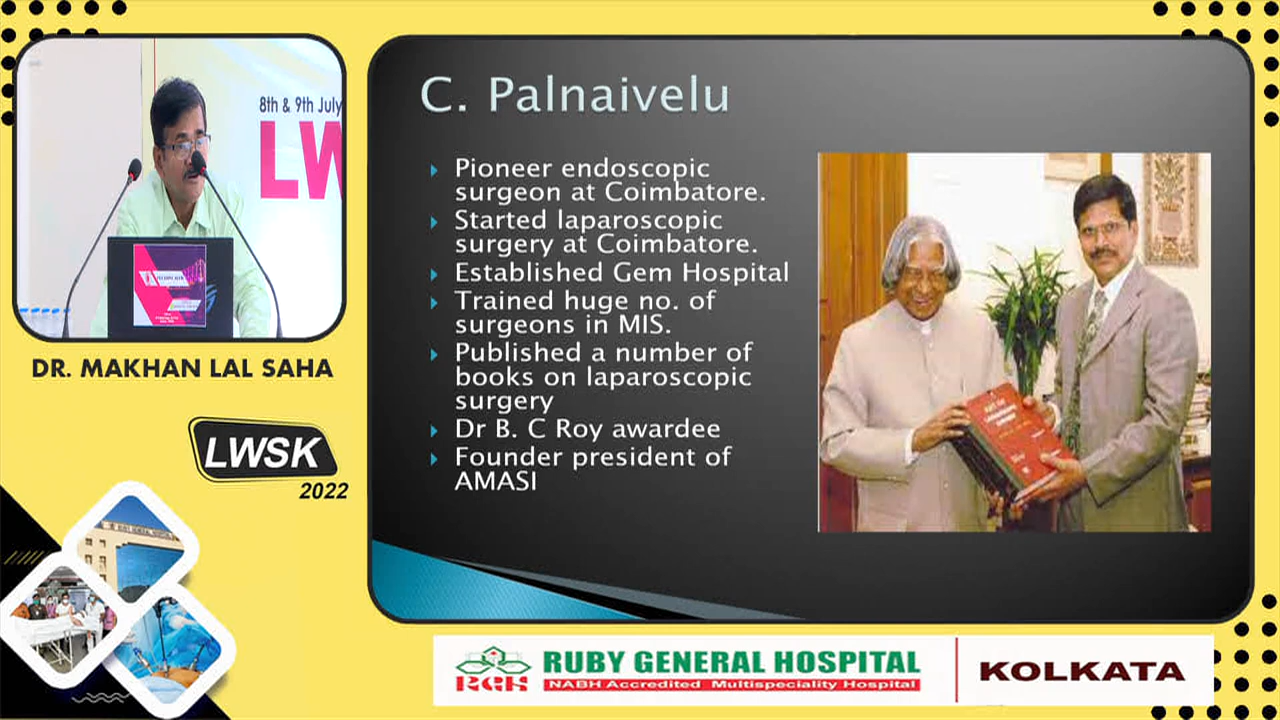 8th & 9th July
LW
DR. MAKHAN LAL SAHA
LWSK
2022
C. Palnaivelu
Pioneer endoscopic
surgeon at Coimbatore.
Started laparoscopic
surgery at Coimbatore.
Established Gem Hospital
Trained huge no. of
surgeons in MIS.
Published a number of
books on laparoscopic
surgery
Dr B. C Roy awardee
Founder president of
AMASI
RGH
RUBY GENERAL HOSPITAL
NABH Accredited Multispeciality Hospital
KOLKATA